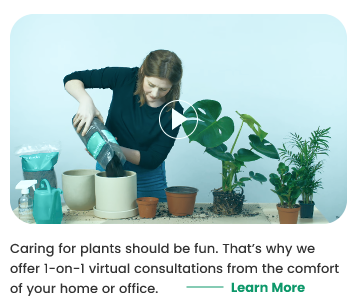 Caring for plants should be fun. That's why we
offer 1-on-1 virtual consultations from the comfort
of your home or office. Learn More